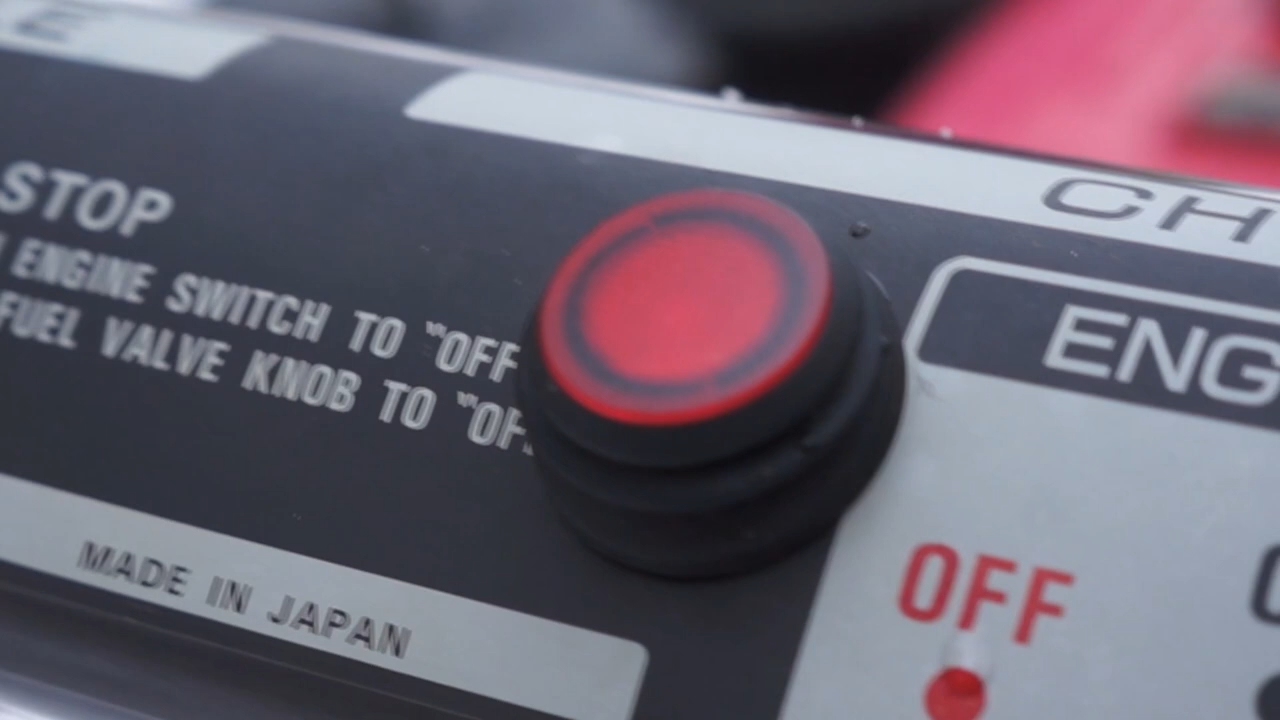 E
STOP
ENGINE SWITCH TO "OFF
FUEL VALVE KNOB TO "OF
MADE IN JAPAN
CH
ENG
OFF